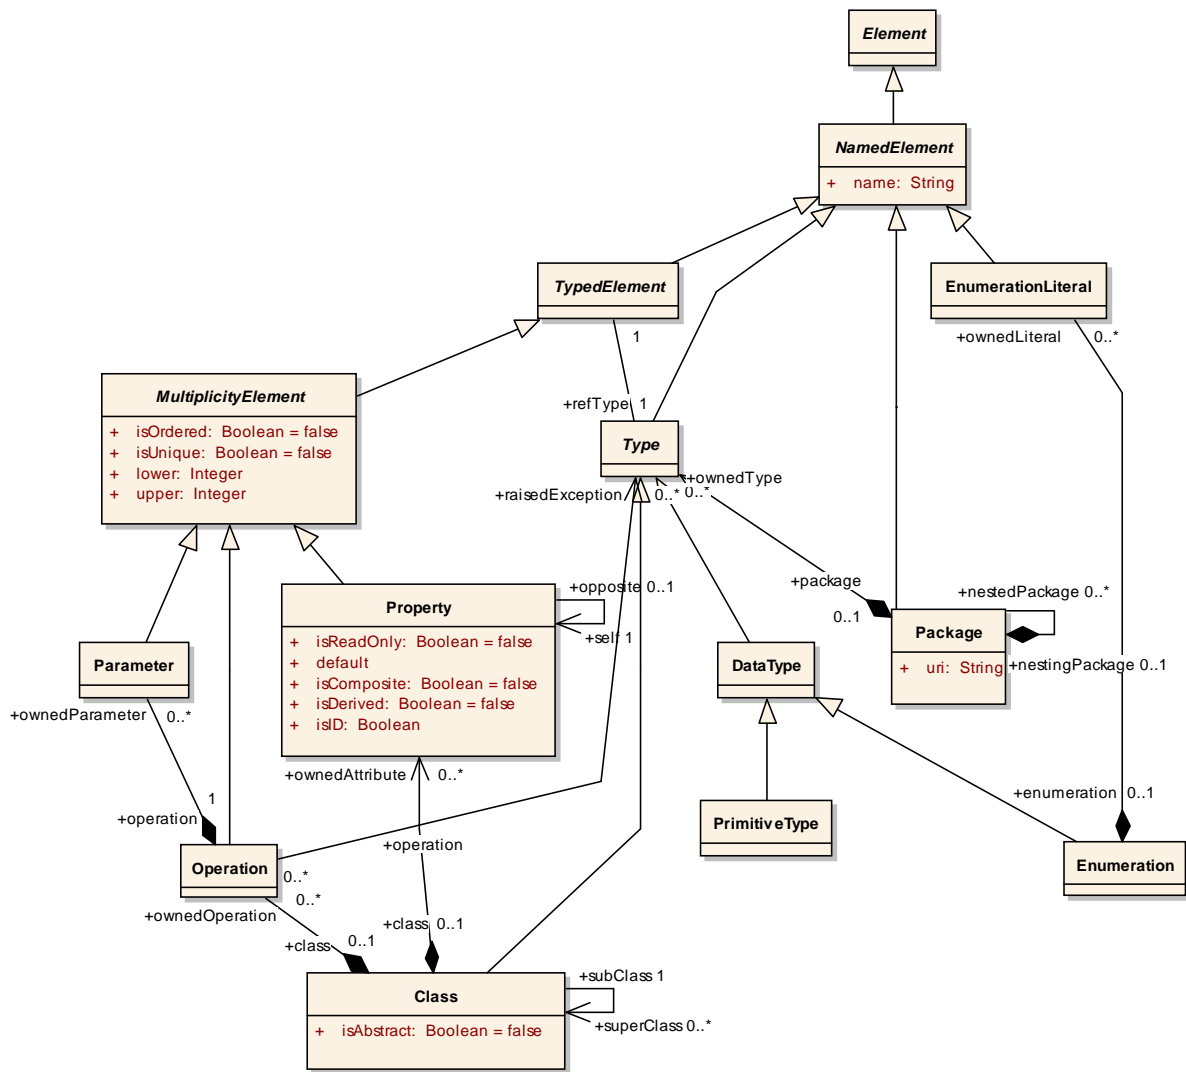 Element
NamedElement
+ name: String
TypedElement
EnumerationLiteral
1
+ownedLiteral 0..*
MultiplicityElement
+ isOrdered: Boolean = false
+ isUnique: Boolean = false
+ lower: Integer
+ upper: Integer
+refType 1
Type
+ownedType
+raisedException 0..* 0..*
Property
+ isReadOnly: Boolean = false
+ default
+ isComposite: Boolean = false
+ isDerived: Boolean = false
+ isID: Boolean
+opposite 0..1
+self 1
+package
0..1
+nestedPackage 0..*
Package
+ uri: String
+nestingPackage 0..1
Parameter
DataType
+ownedParameter 0..*
+ownedAttribute 0..*
1
+operation
+enumeration 0..1
PrimitiveType
+operation
Operation
Enumeration
0..*
0..*
+ownedOperation
+class 0..1
+class 0..1
+subClass 1
Class
+ isAbstract: Boolean = false
+superClass 0..*